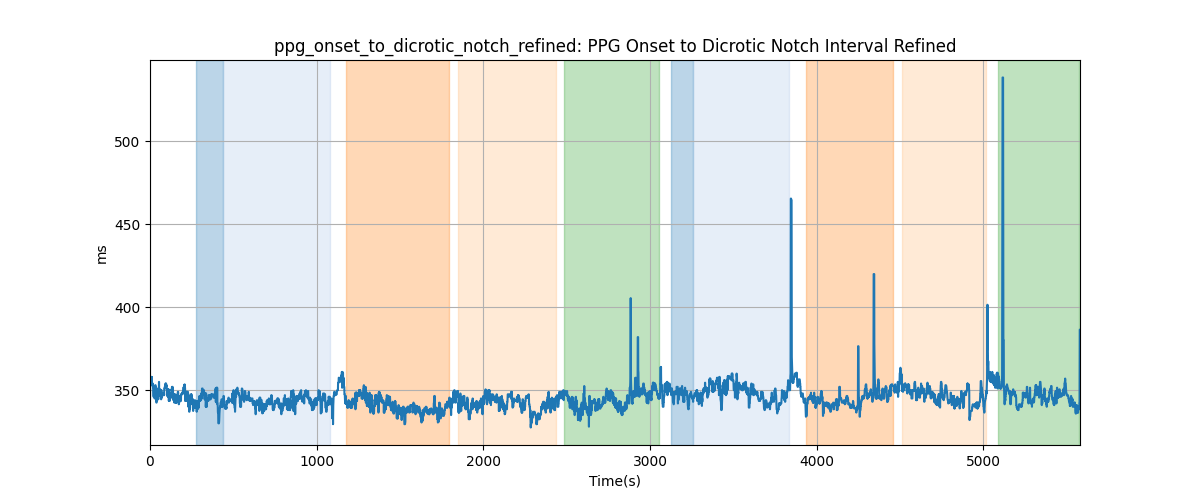 ppg_onset_to_dicrotic_notch_refined: PPG Onset to Dicrotic Notch Interval Refined
500
450
400
350
ms
0 1000 2000 3000 4000 5000
Time(s)